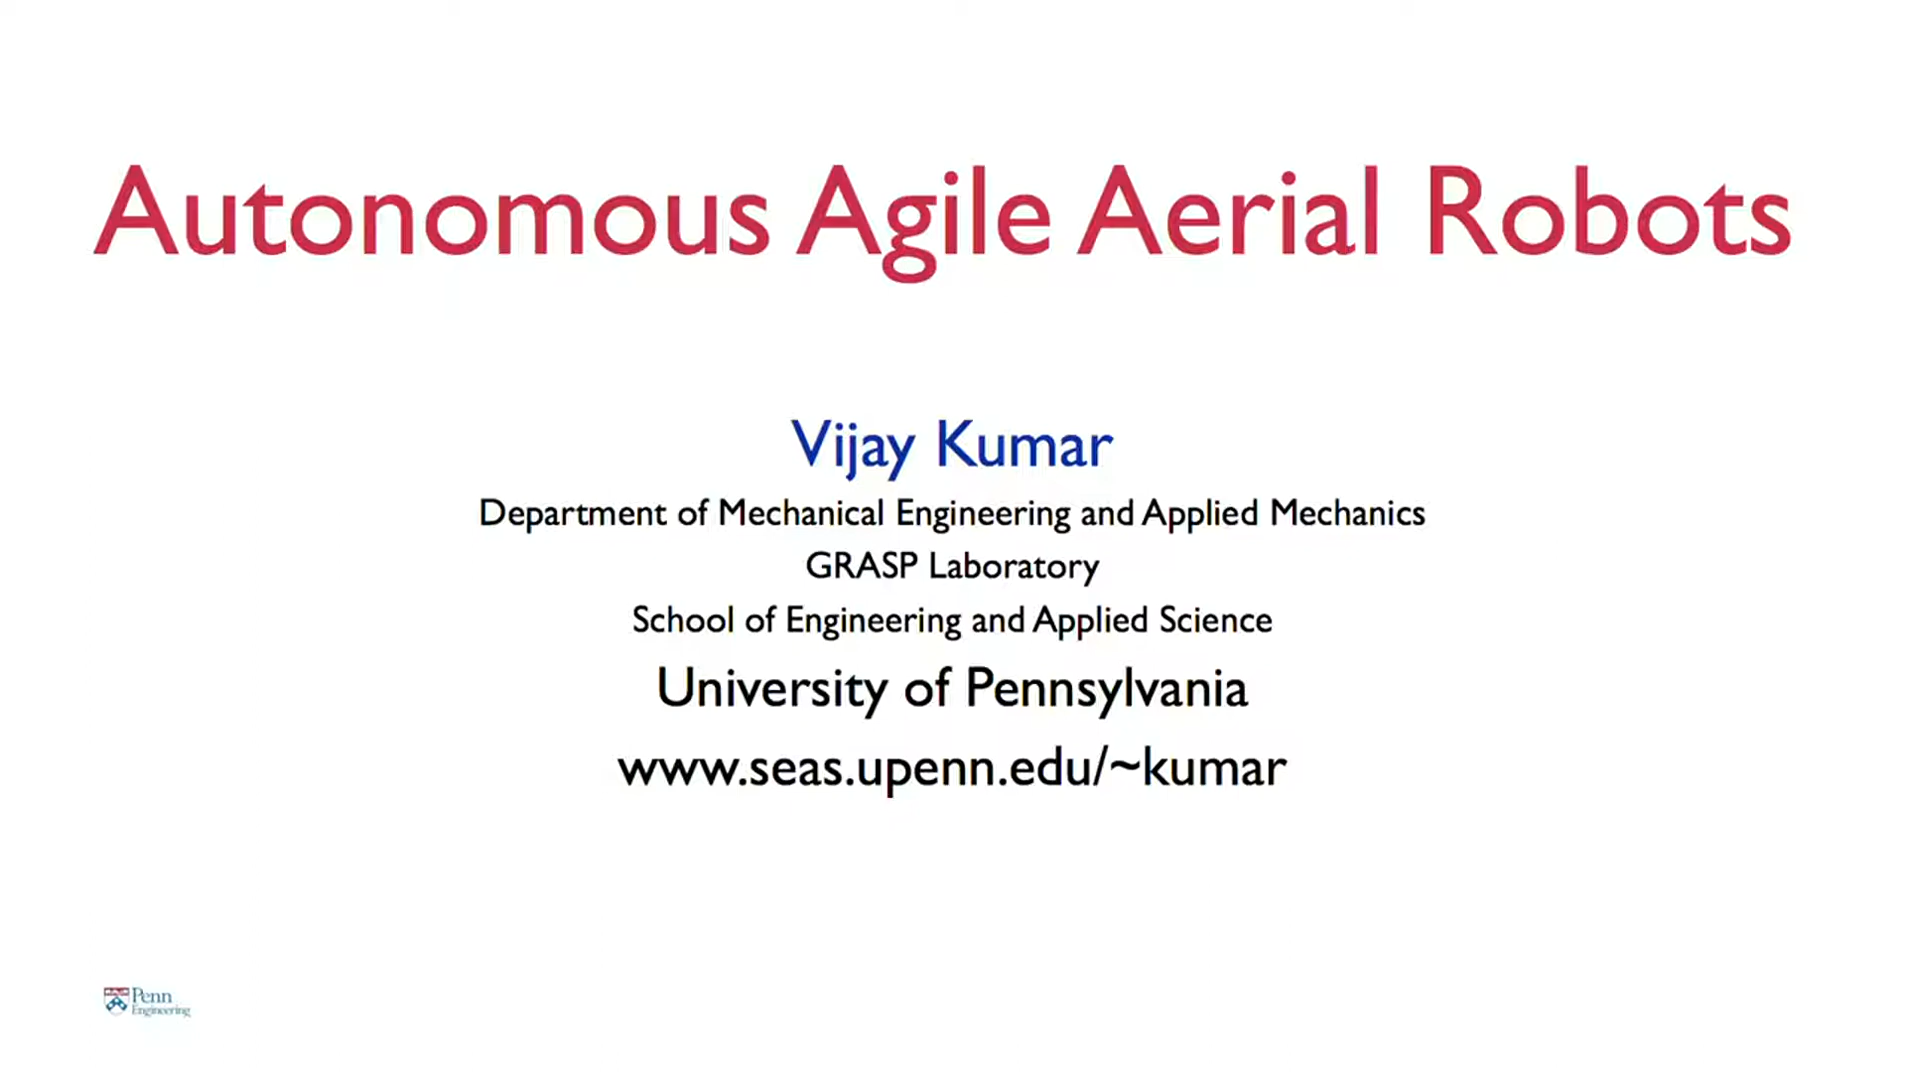 Autonomous Agile Aerial Robots
Vijay Kumar
Department of Mechanical Engineering and Applied Mechanics
GRASP Laboratory
School of Engineering and Applied Science
University of Pennsylvania
www.seas.upenn.edu/~kumar
Penn
Engineering